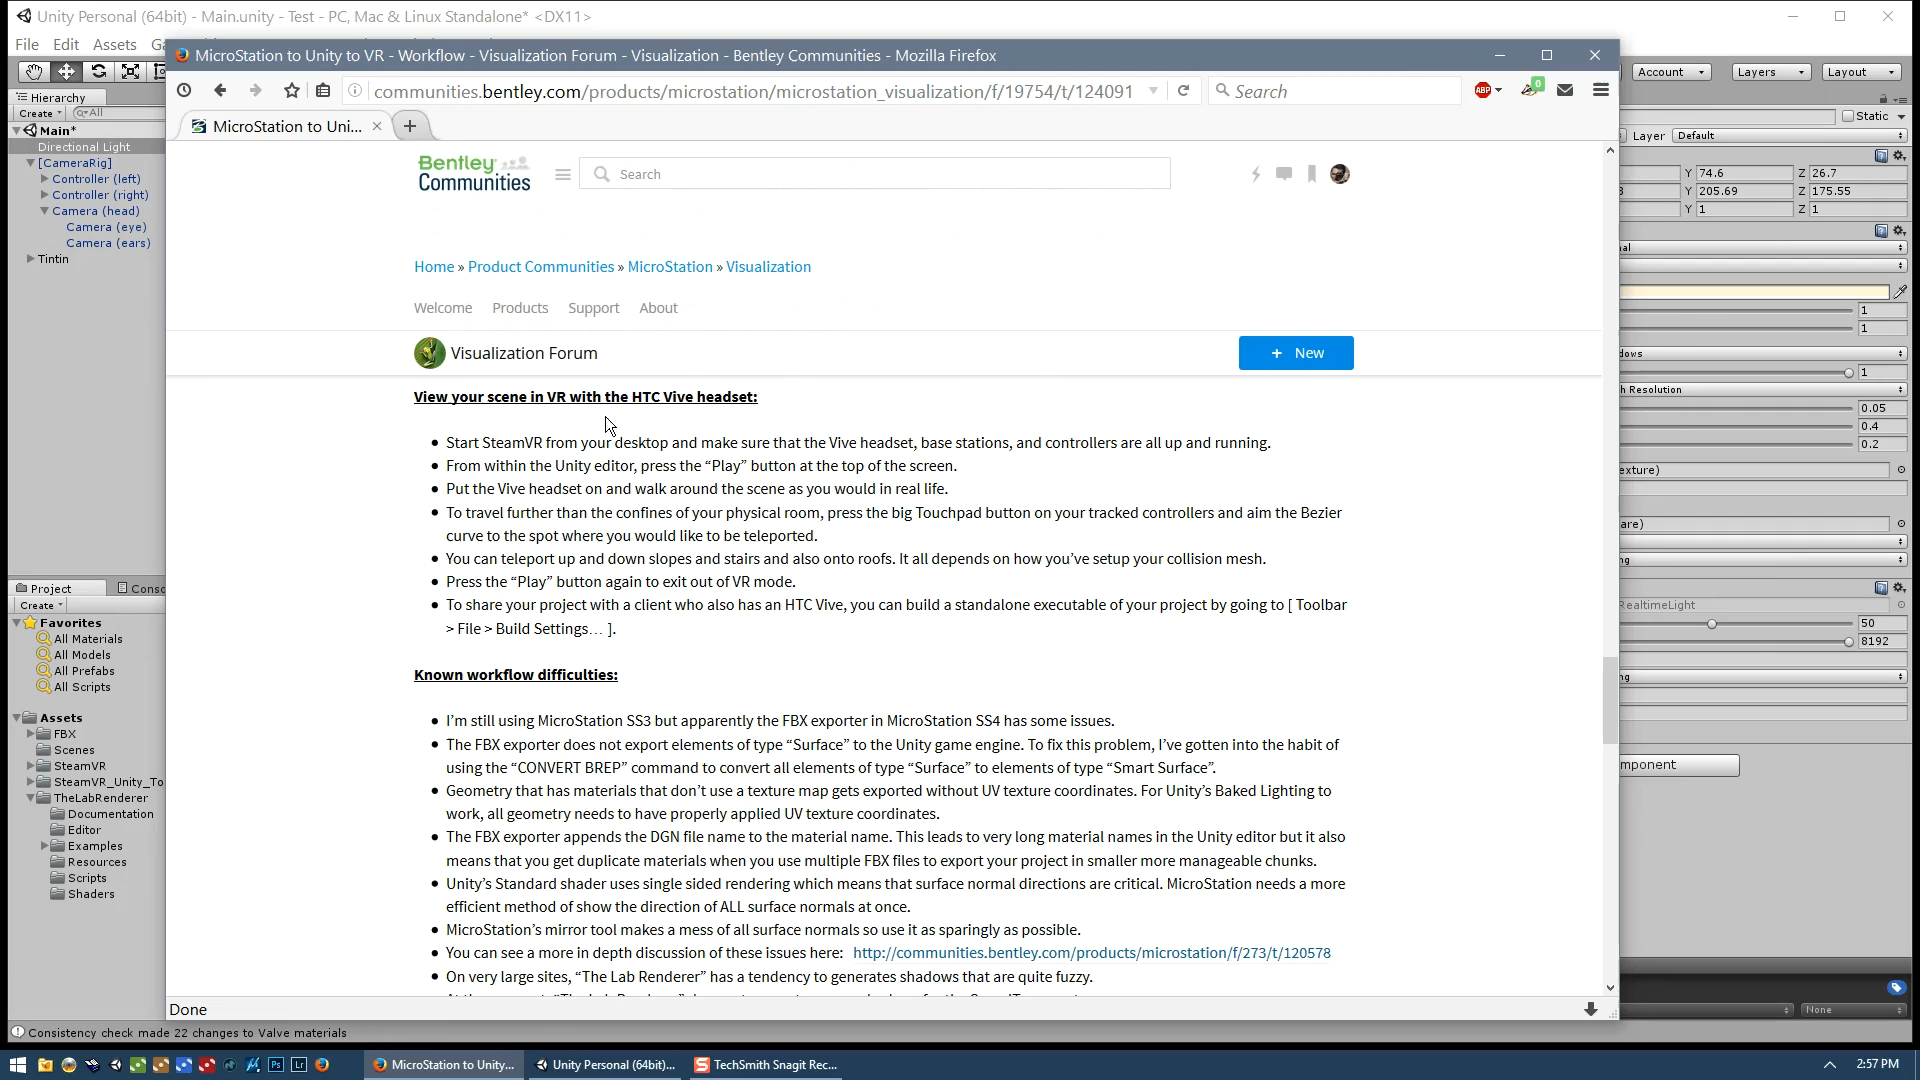 Unity Personal (64bit) - Main.unity - Test - PC, Mac & Linux Standalone* <DX11>
File Edit Assets
MicroStation to Unity to VR - Workflow - Visualization Forum - Visualization - Bentley Communities - Mozilla Firefox
Account Layers Layout
communities.bentley.com/products/microstation/microstation_visualization/f/19754/t/124091
Search
ABP
0
Hierarchy
Create
All
MicroStation to Uni...
Static
Main*
Layer Default
Directional Light
[CameraRig]
Controller (left)
Controller (right)
Camera (head)
Camera (eye)
Camera (ears)
Tintin
Bentley Communities
Search
Y 74.6 Z 26.7
Y 205.69 Z 175.55
Y 1 Z 1
Home » Product Communities » MicroStation » Visualization
Welcome Products Support About
Visualization Forum
+ New
1
1
1
h Resolution
0.05
0.4
0.2
exture)
are)
RealtimeLight
50
8192
mponent
None
View your scene in VR with the HTC Vive headset:
Start SteamVR from your desktop and make sure that the Vive headset, base stations, and controllers are all up and running.
From within the Unity editor, press the “Play” button at the top of the screen.
Put the Vive headset on and walk around the scene as you would in real life.
To travel further than the confines of your physical room, press the big Touchpad button on your tracked controllers and aim the Bezier
curve to the spot where you would like to be teleported.
You can teleport up and down slopes and stairs and also onto roofs. It all depends on how you’ve setup your collision mesh.
Press the “Play” button again to exit out of VR mode.
To share your project with a client who also has an HTC Vive, you can build a standalone executable of your project by going to [ Toolbar
> File > Build Settings… ].
Known workflow difficulties:
I’m still using MicroStation SS3 but apparently the FBX exporter in MicroStation SS4 has some issues.
The FBX exporter does not export elements of type “Surface” to the Unity game engine. To fix this problem, I’ve gotten into the habit of
using the “CONVERT BREP” command to convert all elements of type “Surface” to elements of type “Smart Surface”.
Geometry that has materials that don’t use a texture map gets exported without UV texture coordinates. For Unity’s Baked Lighting to
work, all geometry needs to have properly applied UV texture coordinates.
The FBX exporter appends the DGN file name to the material name. This leads to very long material names in the Unity editor but it also
means that you get duplicate materials when you use multiple FBX files to export your project in smaller more manageable chunks.
Unity’s Standard shader uses single sided rendering which means that surface normal directions are critical. MicroStation needs a more
efficient method of show the direction of ALL surface normals at once.
MicroStation’s mirror tool makes a mess of all surface normals so use it as sparingly as possible.
You can see a more in depth discussion of these issues here: http://communities.bentley.com/products/microstation/f/273/t/120578
On very large sites, “The Lab Renderer” has a tendency to generates shadows that are quite fuzzy.
Project Conso
Create
Favorites
All Materials
All Models
All Prefabs
All Scripts
Assets
FBX
Scenes
SteamVR
SteamVR_Unity_To
TheLabRenderer
Documentation
Editor
Examples
Resources
Scripts
Shaders
Done
Consistency check made 22 changes to Valve materials
MicroStation to Unity...
Unity Personal (64bit)...
TechSmith Snagit Rec...
2:57 PM